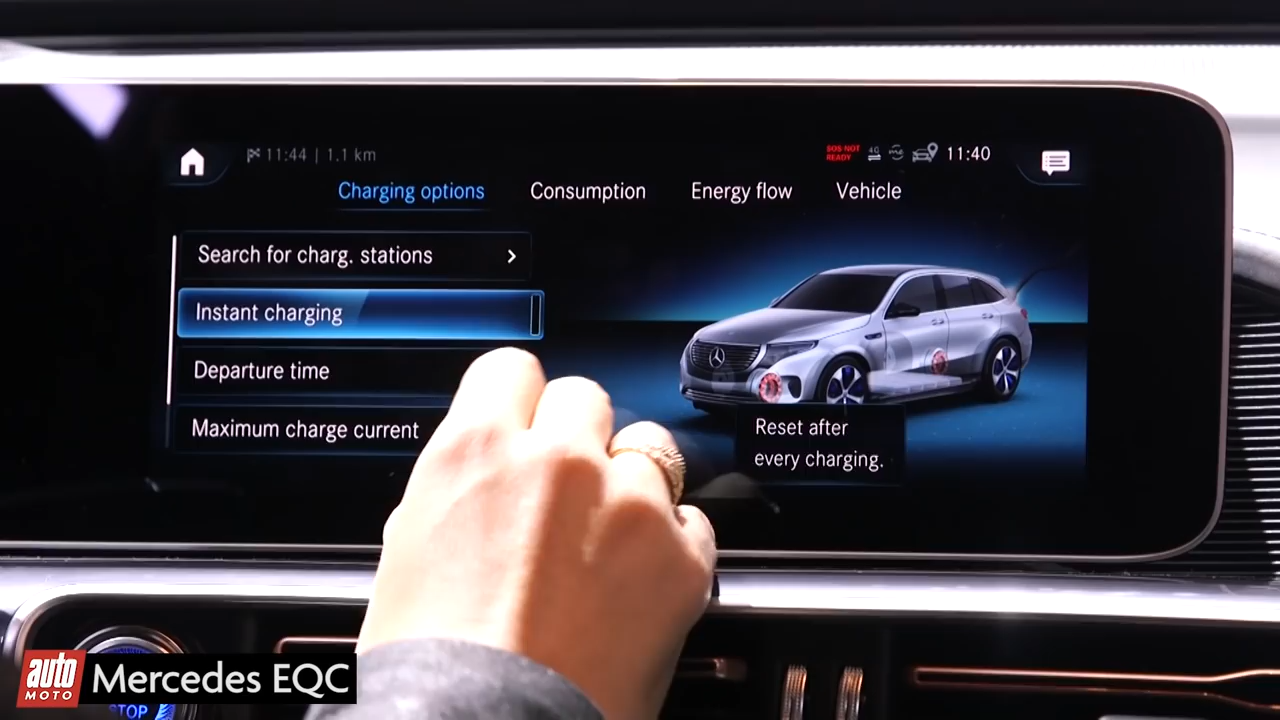 11:44 | 1.1 km
SOS NOT
READY
4G
me
11:40
Charging options
Consumption
Energy flow
Vehicle
Search for charg. stations
Instant charging
Departure time
Maximum charge current
Reset after
every charging.
auto
MOTO
Mercedes EQC
STOP